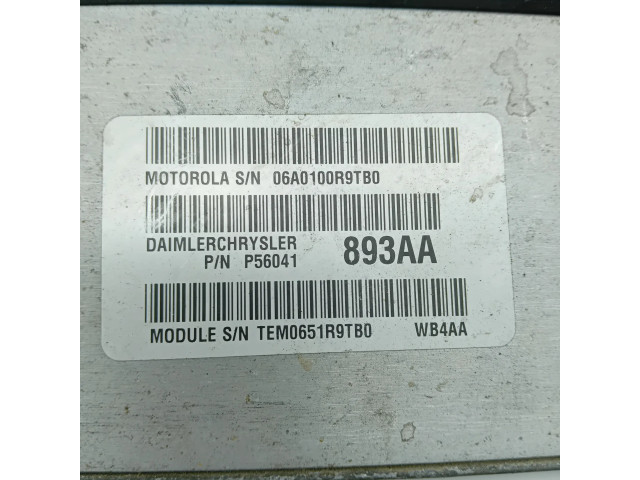 MOTOROLA S/N 06A0100R9TB0
DAIMLERCHRYSLER
P/N P56041 893AA
MODULE S/N TEM0651R9TB0 WB4AA